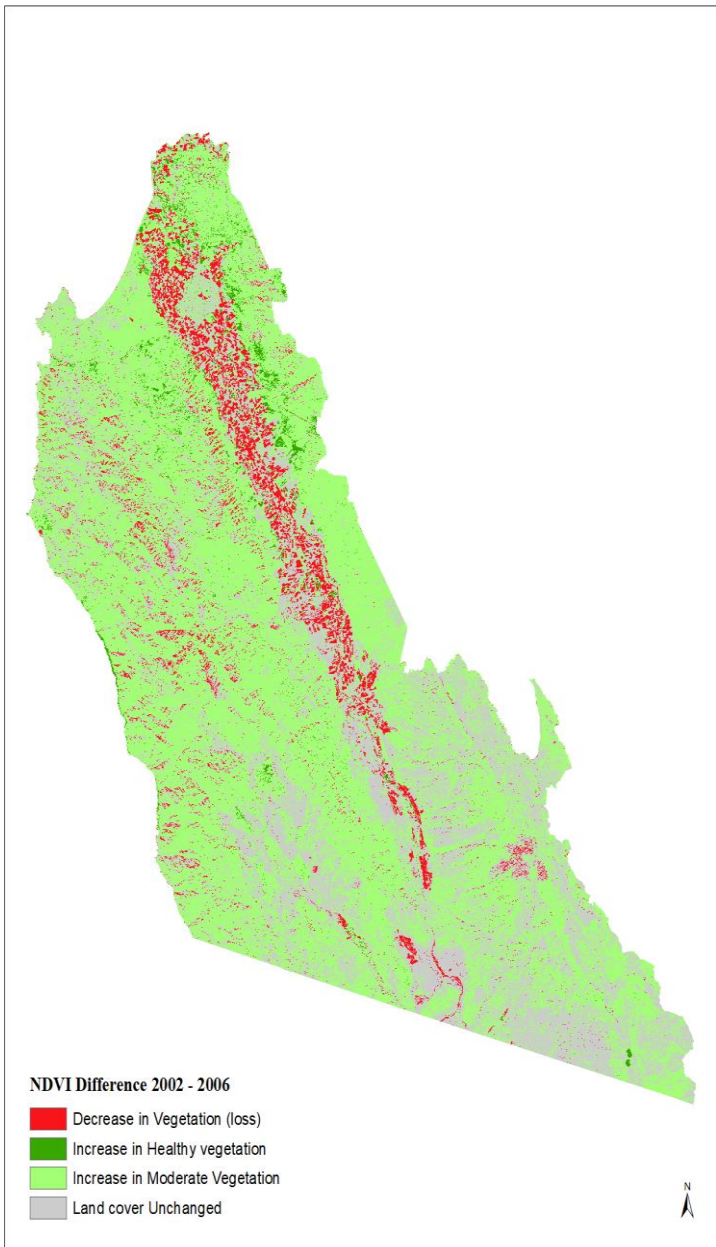 NDVI Difference 2002 - 2006
Decrease in Vegetation (loss)
Increase in Healthy vegetation
Increase in Moderate Vegetation
Land cover Unchanged
N